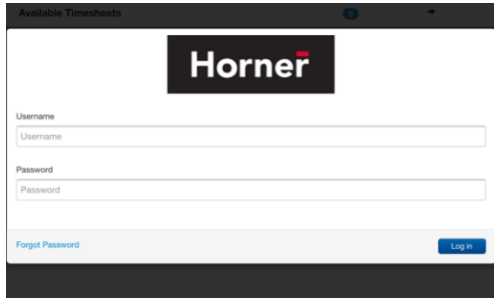 Available Timesheets
Horner
Username
Username
Password
Password
Forgot Password
Log in